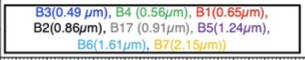 B3(0.49 µm), B4 (0.56µm), B1(0.65µm),
B2(0.86µm), B17 (0.91µm), B5(1.24µm),
B6(1.61µm), B7(2.15µm))